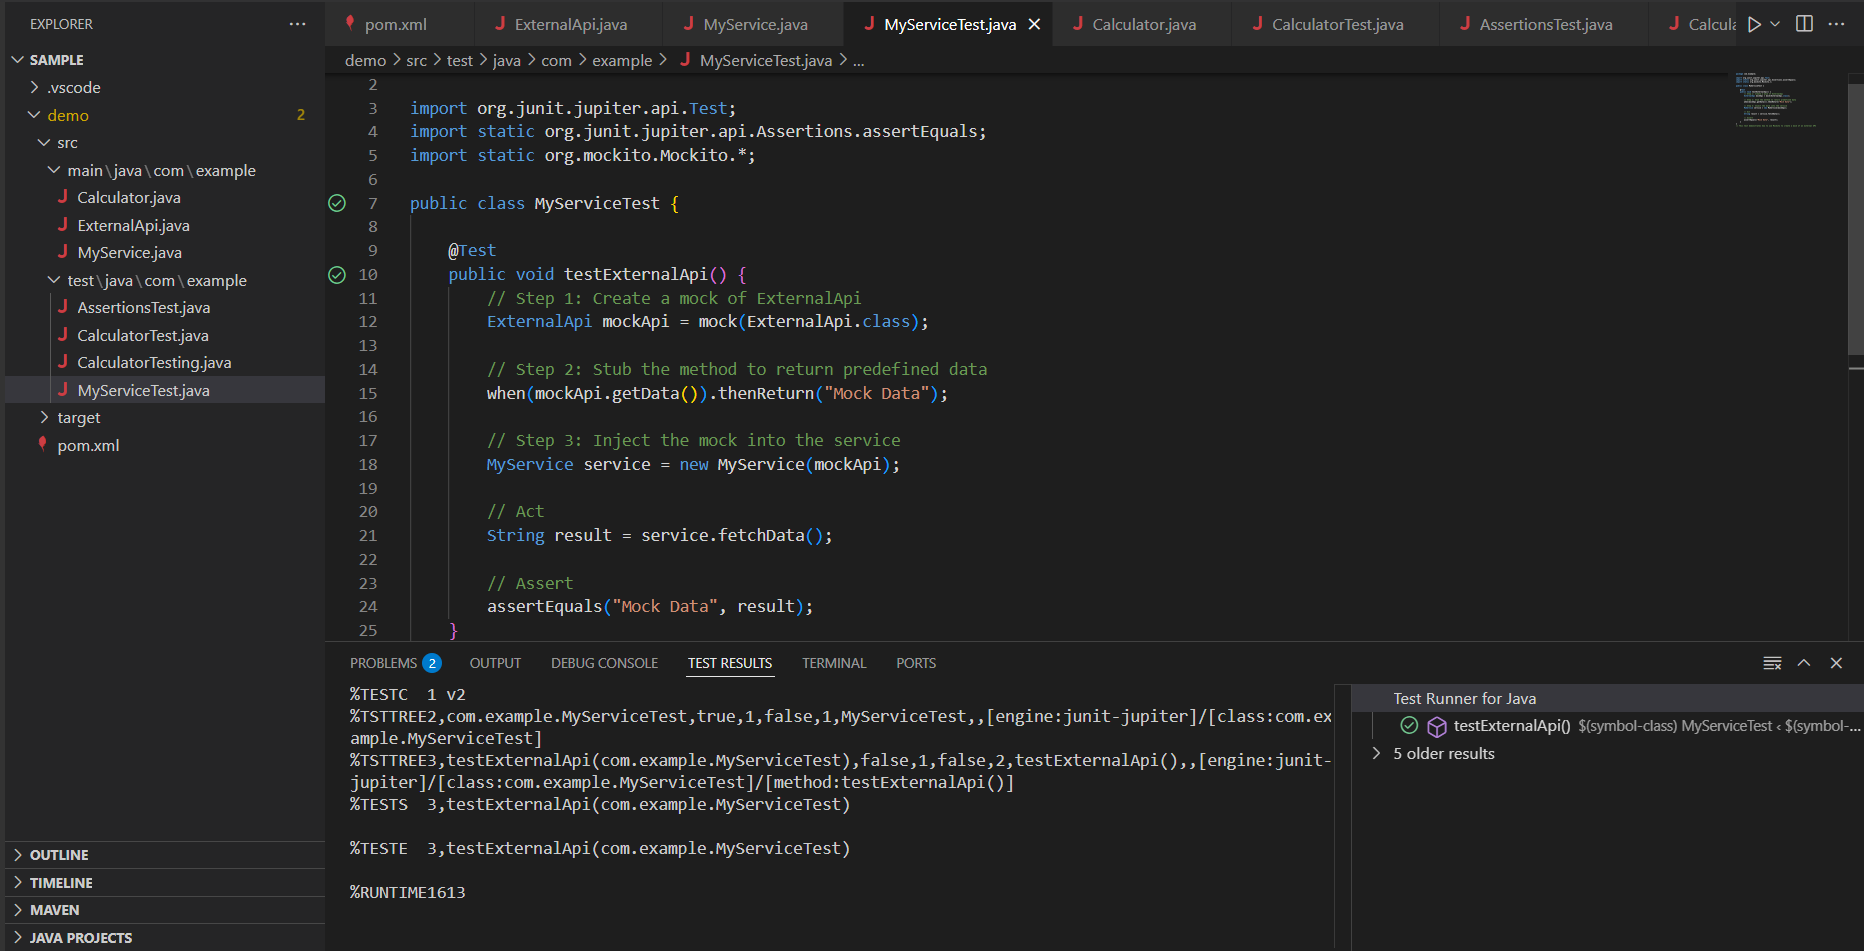 EXPLORER
SAMPLE
.vscode
demo 2
src
main\java\com\example
Calculator.java
ExternalApi.java
MyService.java
test\java\com\example
AssertionsTest.java
CalculatorTest.java
CalculatorTesting.java
MyServiceTest.java
target
pom.xml
OUTLINE
TIMELINE
MAVEN
JAVA PROJECTS
pom.xml ExternalApi.java MyService.java MyServiceTest.java Calculator.java CalculatorTest.java AssertionsTest.java Calcula
demo > src > test > java > com > example > MyServiceTest.java > ...
2
3 import org.junit.jupiter.api.Test;
4 import static org.junit.jupiter.api.Assertions.assertEquals;
5 import static org.mockito.Mockito.*;
6
7 public class MyServiceTest {
8
9 @Test
10 public void testExternalApi() {
11 // Step 1: Create a mock of ExternalApi
12 ExternalApi mockApi = mock(ExternalApi.class);
13
14 // Step 2: Stub the method to return predefined data
15 when(mockApi.getData()).thenReturn("Mock Data");
16
17 // Step 3: Inject the mock into the service
18 MyService service = new MyService(mockApi);
19
20 // Act
21 String result = service.fetchData();
22
23 // Assert
24 assertEquals("Mock Data", result);
25 }
PROBLEMS 2 OUTPUT DEBUG CONSOLE TEST RESULTS TERMINAL PORTS
%TESTC 1 v2
%TSTTREE2,com.example.MyServiceTest,true,1,false,1,MyServiceTest,,[engine:junit-jupiter]/[class:com.ex
ample.MyServiceTest]
%TSTTREE3,testExternalApi(com.example.MyServiceTest),false,1,false,2,testExternalApi(),,[engine:junit-
jupiter]/[class:com.example.MyServiceTest]/[method:testExternalApi()]
%TESTS 3,testExternalApi(com.example.MyServiceTest)
%TESTE 3,testExternalApi(com.example.MyServiceTest)
%RUNTIME1613
Test Runner for Java
testExternalApi() $(symbol-class) MyServiceTest < $(symbol-...
5 older results